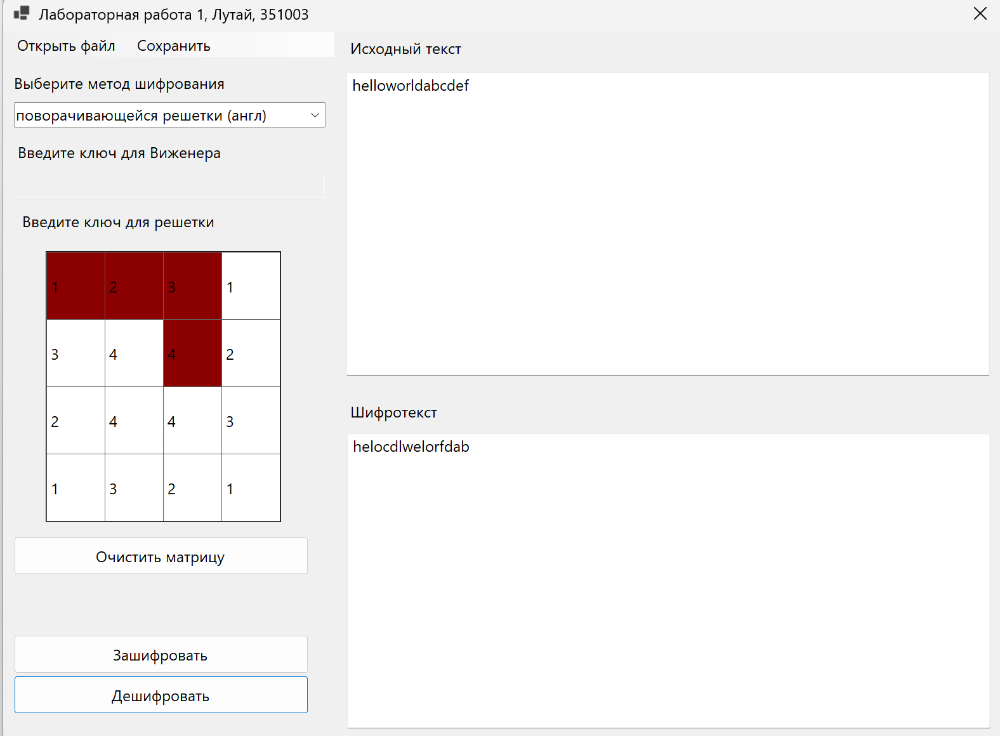 Лабораторная работа 1, Лутай, 351003
Открыть файл Сохранить
Выберите метод шифрования
поворачивающейся решетки (англ)
Введите ключ для Виженера
Введите ключ для решетки
1 2 3 1
3 4 4 2
2 4 4 3
1 3 2 1
Очистить матрицу
Зашифровать
Дешифровать
Исходный текст
helloworldabcdef
Шифротекст
helocdlwelorfdab